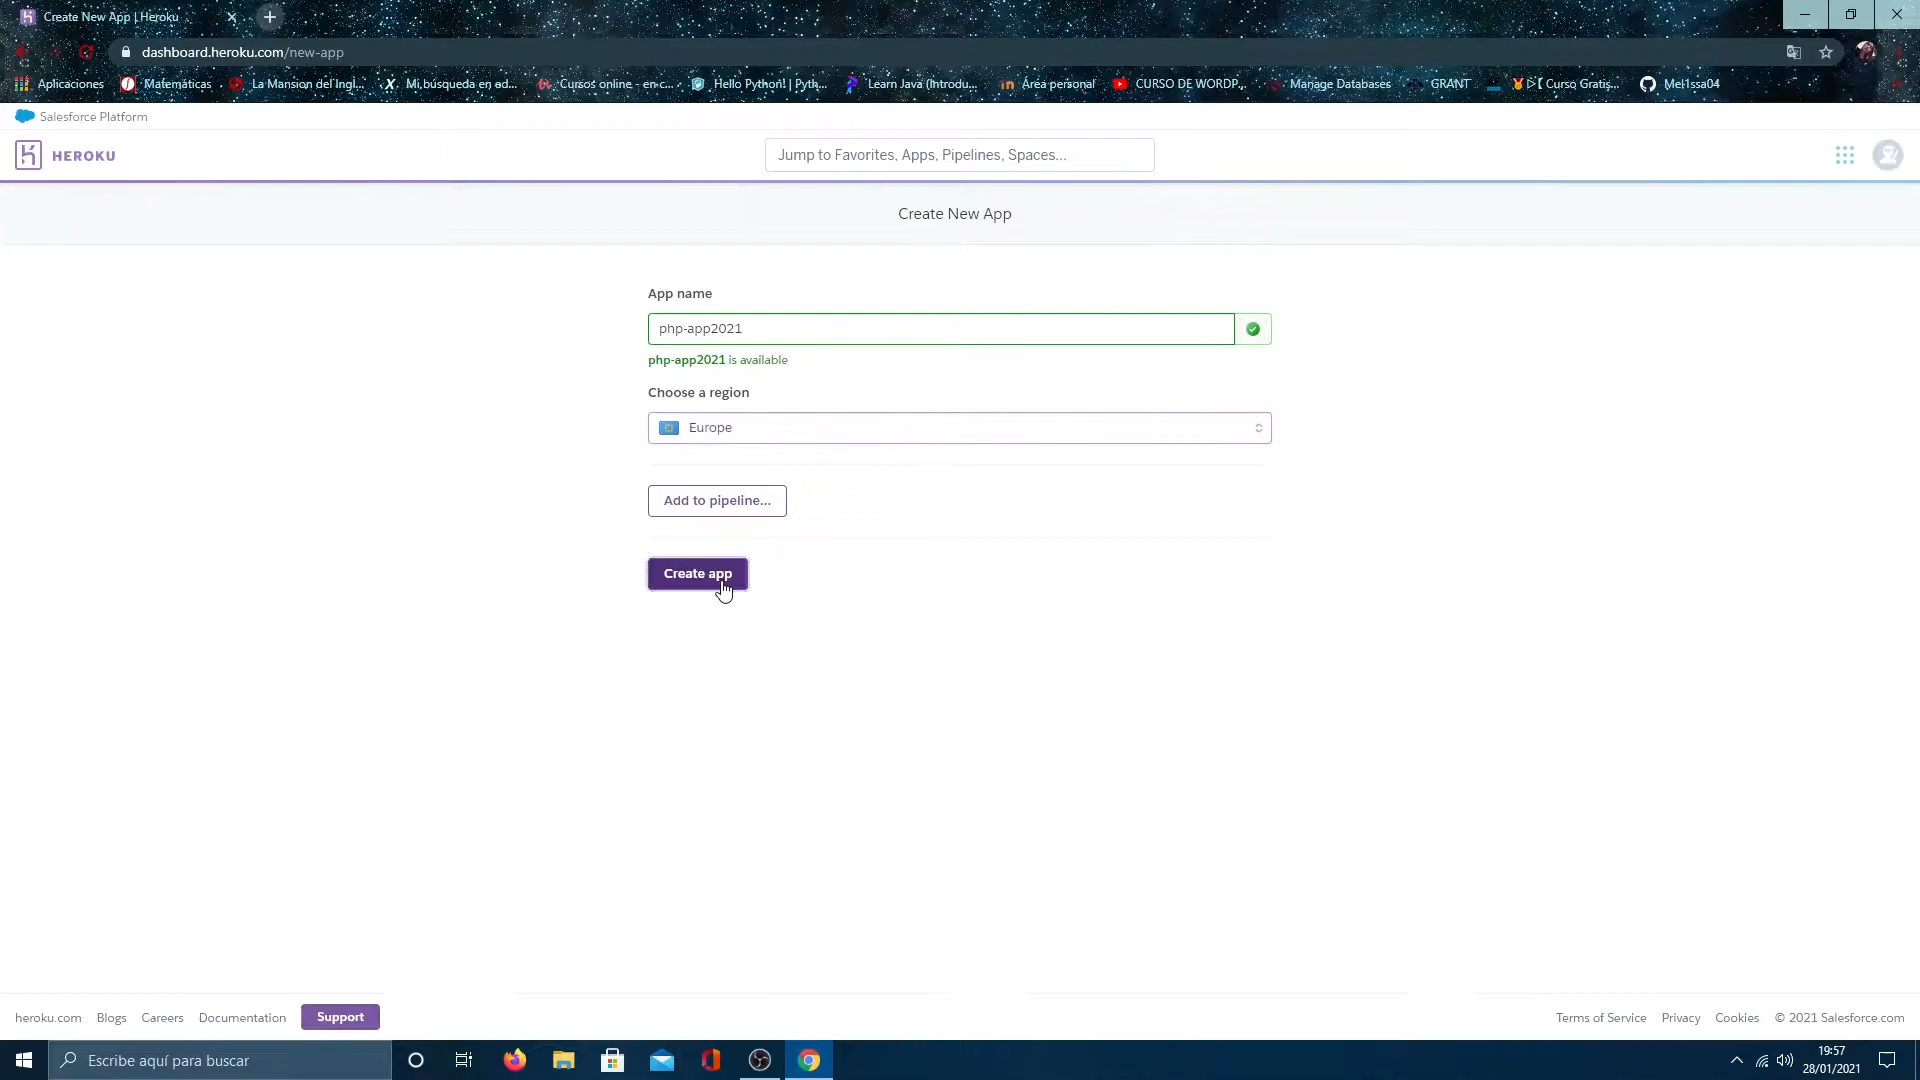 Create New App | Heroku
dashboard.heroku.com/new-app
Aplicaciones Matemáticas La Mansion del Ingl... Mi búsqueda en ed... Cursos online - en c... Hello Python! | Pyth... Learn Java (Introdu... Área personal CURSO DE WORDP... Manage Databases GRANT Curso Gratis... Mel1ssa04
Salesforce Platform
HEROKU
Jump to Favorites, Apps, Pipelines, Spaces...
Create New App
App name
php-app2021
php-app2021 is available
Choose a region
Europe
Add to pipeline...
Create app
heroku.com Blogs Careers Documentation Support Terms of Service Privacy Cookies © 2021 Salesforce.com
Escribe aquí para buscar
19:57
28/01/2021